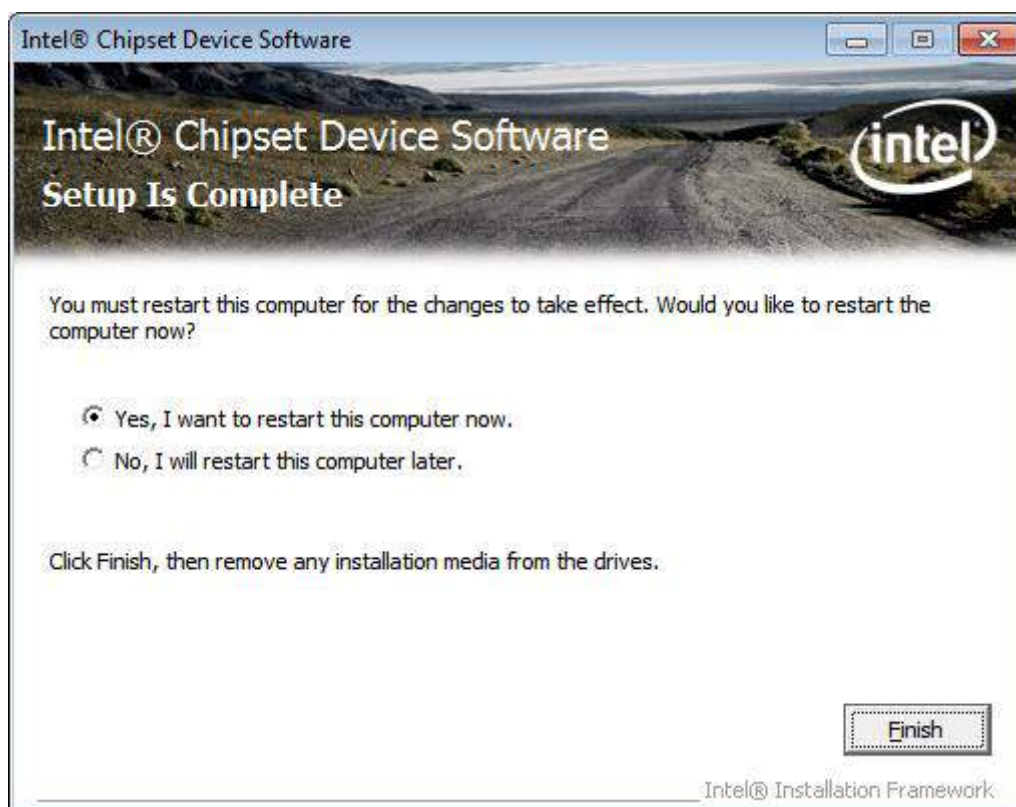 Intel® Chipset Device Software
Intel® Chipset Device Software
intel
Setup Is Complete
You must restart this computer for the changes to take effect. Would you like to restart the
computer now?
Yes, I want to restart this computer now.
No, I will restart this computer later.
Click Finish, then remove any installation media from the drives.
Finish
Intel® Installation Framework